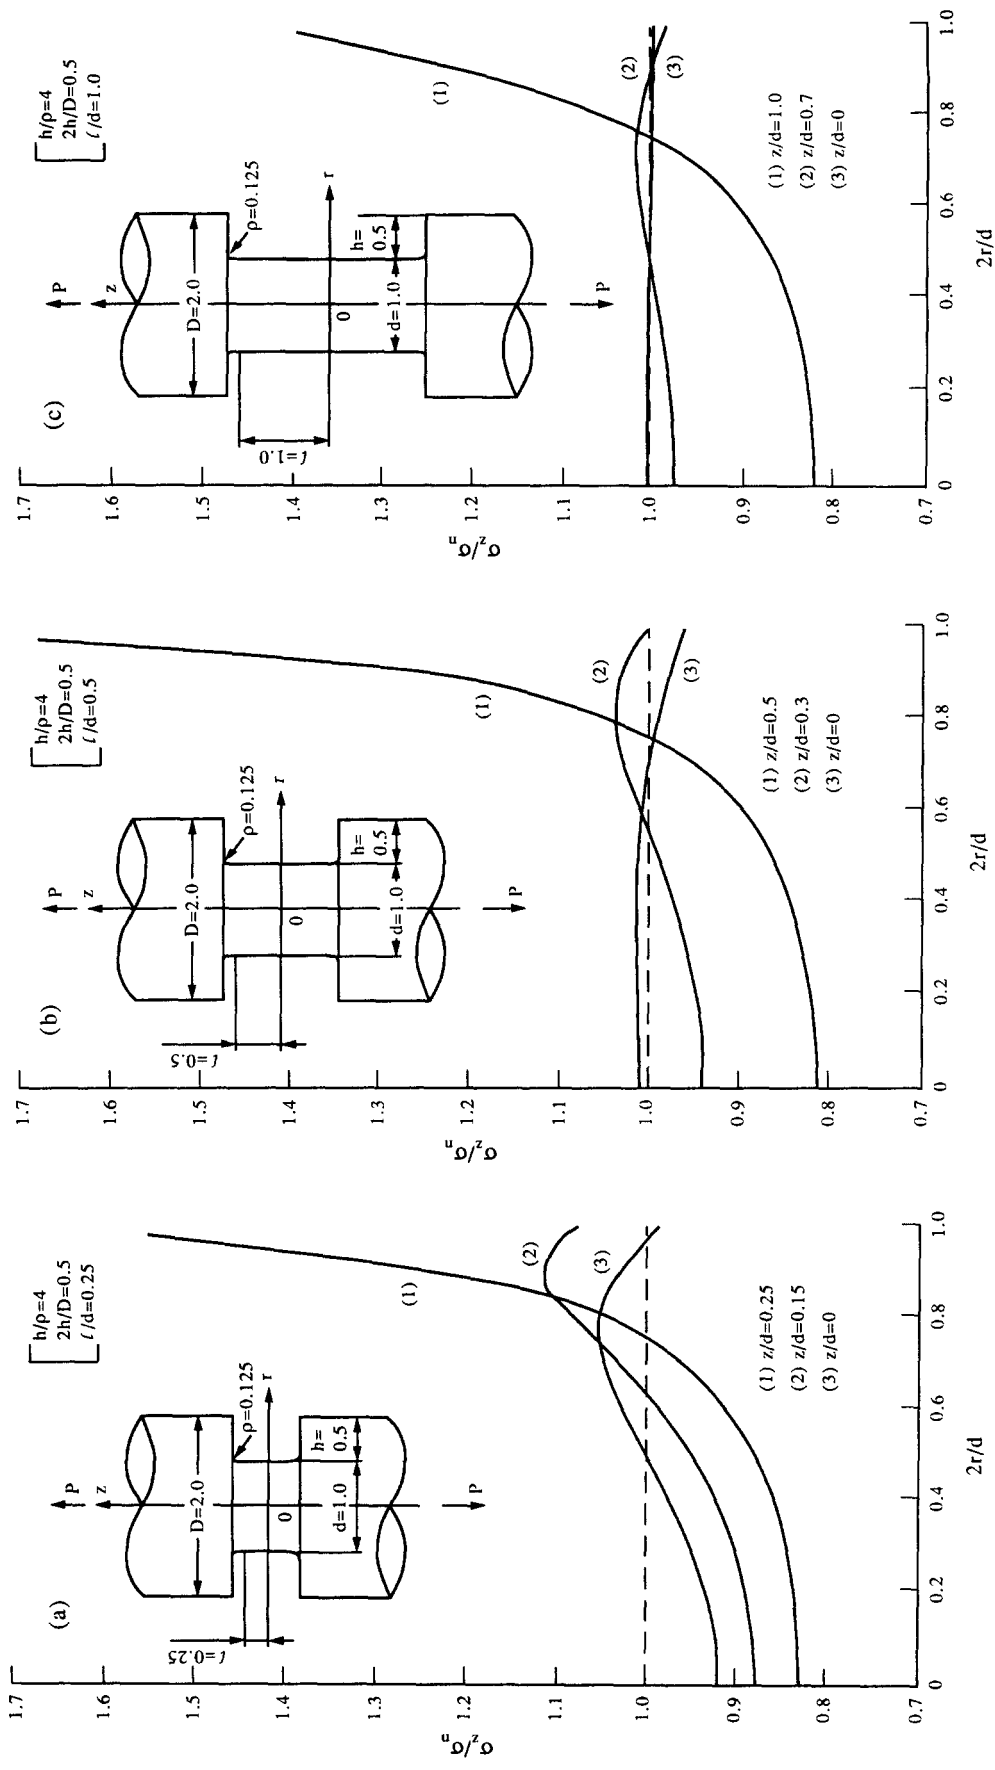 (a)
h/ρ=4
2h/D=0.5
ℓ/d=0.25
P
z
D=2.0
ρ=0.125
r
0
h=
0.5
d=1.0
ℓ=0.25
P
σz/σn
1.7
1.6
1.5
1.4
1.3
1.2
1.1
1.0
0.9
0.8
0.7
(1)
(2)
(3)
(1) z/d=0.25
(2) z/d=0.15
(3) z/d=0
0
0.2
0.4
0.6
0.8
1.0
2r/d
(b)
h/ρ=4
2h/D=0.5
ℓ/d=0.5
P
z
D=2.0
ρ=0.125
r
0
h=
0.5
d=1.0
ℓ=0.5
P
σz/σn
1.7
1.6
1.5
1.4
1.3
1.2
1.1
1.0
0.9
0.8
0.7
(1)
(2)
(3)
(1) z/d=0.5
(2) z/d=0.3
(3) z/d=0
0
0.2
0.4
0.6
0.8
1.0
2r/d
(c)
h/ρ=4
2h/D=0.5
ℓ/d=1.0
P
z
D=2.0
ρ=0.125
r
0
h=
0.5
d=1.0
ℓ=1.0
P
σz/σn
1.7
1.6
1.5
1.4
1.3
1.2
1.1
1.0
0.9
0.8
0.7
(1)
(2)
(3)
(1) z/d=1.0
(2) z/d=0.7
(3) z/d=0
0
0.2
0.4
0.6
0.8
1.0
2r/d